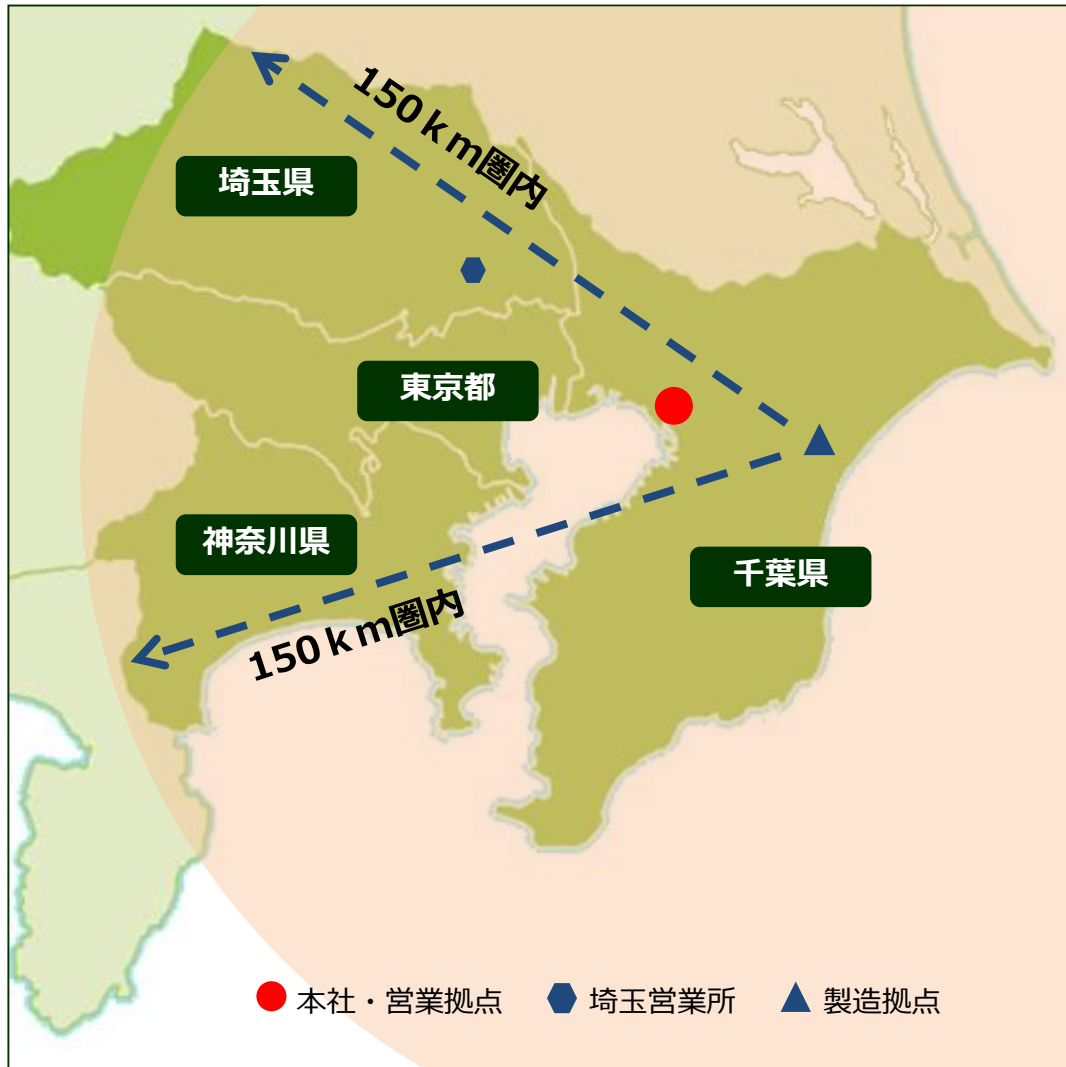 150ｋm圏内
埼玉県
東京都
神奈川県
千葉県
150ｋm圏内
本社・営業拠点
埼玉営業所
製造拠点